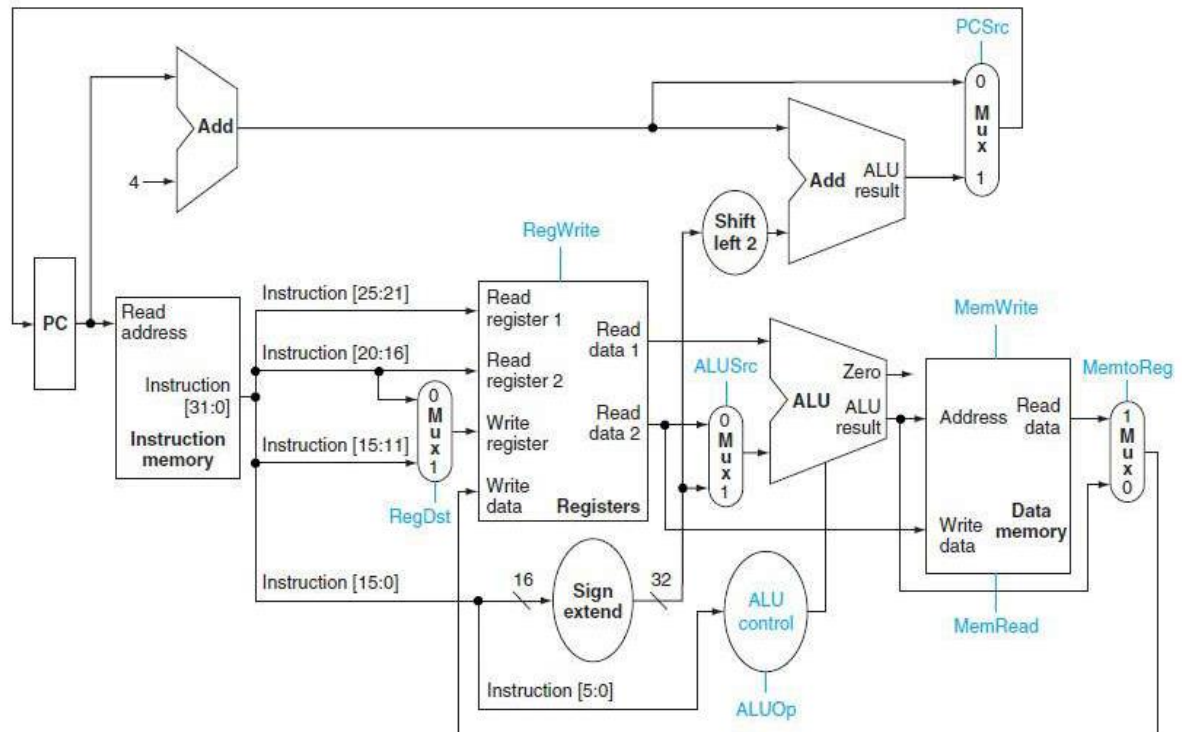 PCSrc
0
M
u
x
1
Add
4
Add
ALU
result
Shift
left 2
RegWrite
PC
Read
address
Instruction
[31:0]
Instruction
memory
Instruction [25:21]
Instruction [20:16]
Instruction [15:11]
Instruction [15:0]
0
M
u
x
1
RegDst
Read
register 1
Read
register 2
Write
register
Write
data
Read
data 1
Read
data 2
Registers
ALUSrc
0
M
u
x
1
Zero
ALU
ALU
result
MemWrite
Address
Read
data
Write
data
Data
memory
MemRead
MemtoReg
1
M
u
x
0
16
Sign
extend
32
ALU
control
Instruction [5:0]
ALUOp